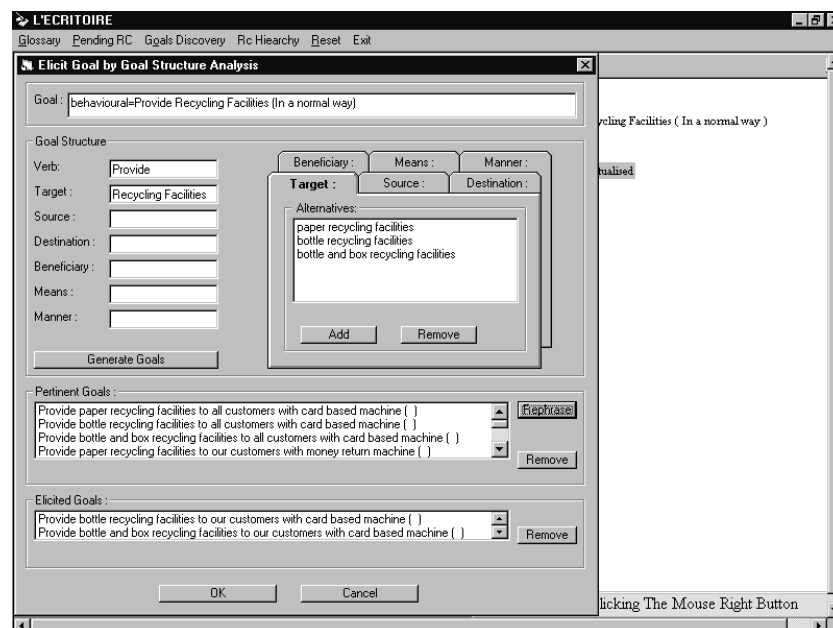 L'ECRITOIRE
Glossary Pending RC Goals Discovery Rc Hiearchy Reset Exit
Elicit Goal by Goal Structure Analysis
Goal : behavioural=Provide Recycling Facilities (In a normal way)
ycling Facilities ( In a normal way )
tualised
Goal Structure
Verb: Provide
Target : Recycling Facilities
Source :
Destination :
Beneficiary :
Means :
Manner :
Generate Goals
Beneficiary : Means : Manner :
Target : Source : Destination :
Alternatives:
paper recycling facilities
bottle recycling facilities
bottle and box recycling facilities
Add Remove
Pertinent Goals :
Provide paper recycling facilities to all customers with card based machine ( )
Provide bottle recycling facilities to all customers with card based machine ( )
Provide bottle and box recycling facilities to all customers with card based machine ( )
Provide paper recycling facilities to our customers with money return machine ( )
Rephrase
Remove
Elicited Goals :
Provide bottle recycling facilities to our customers with card based machine ( )
Provide bottle and box recycling facilities to our customers with card based machine ( )
Remove
OK Cancel
licking The Mouse Right Button